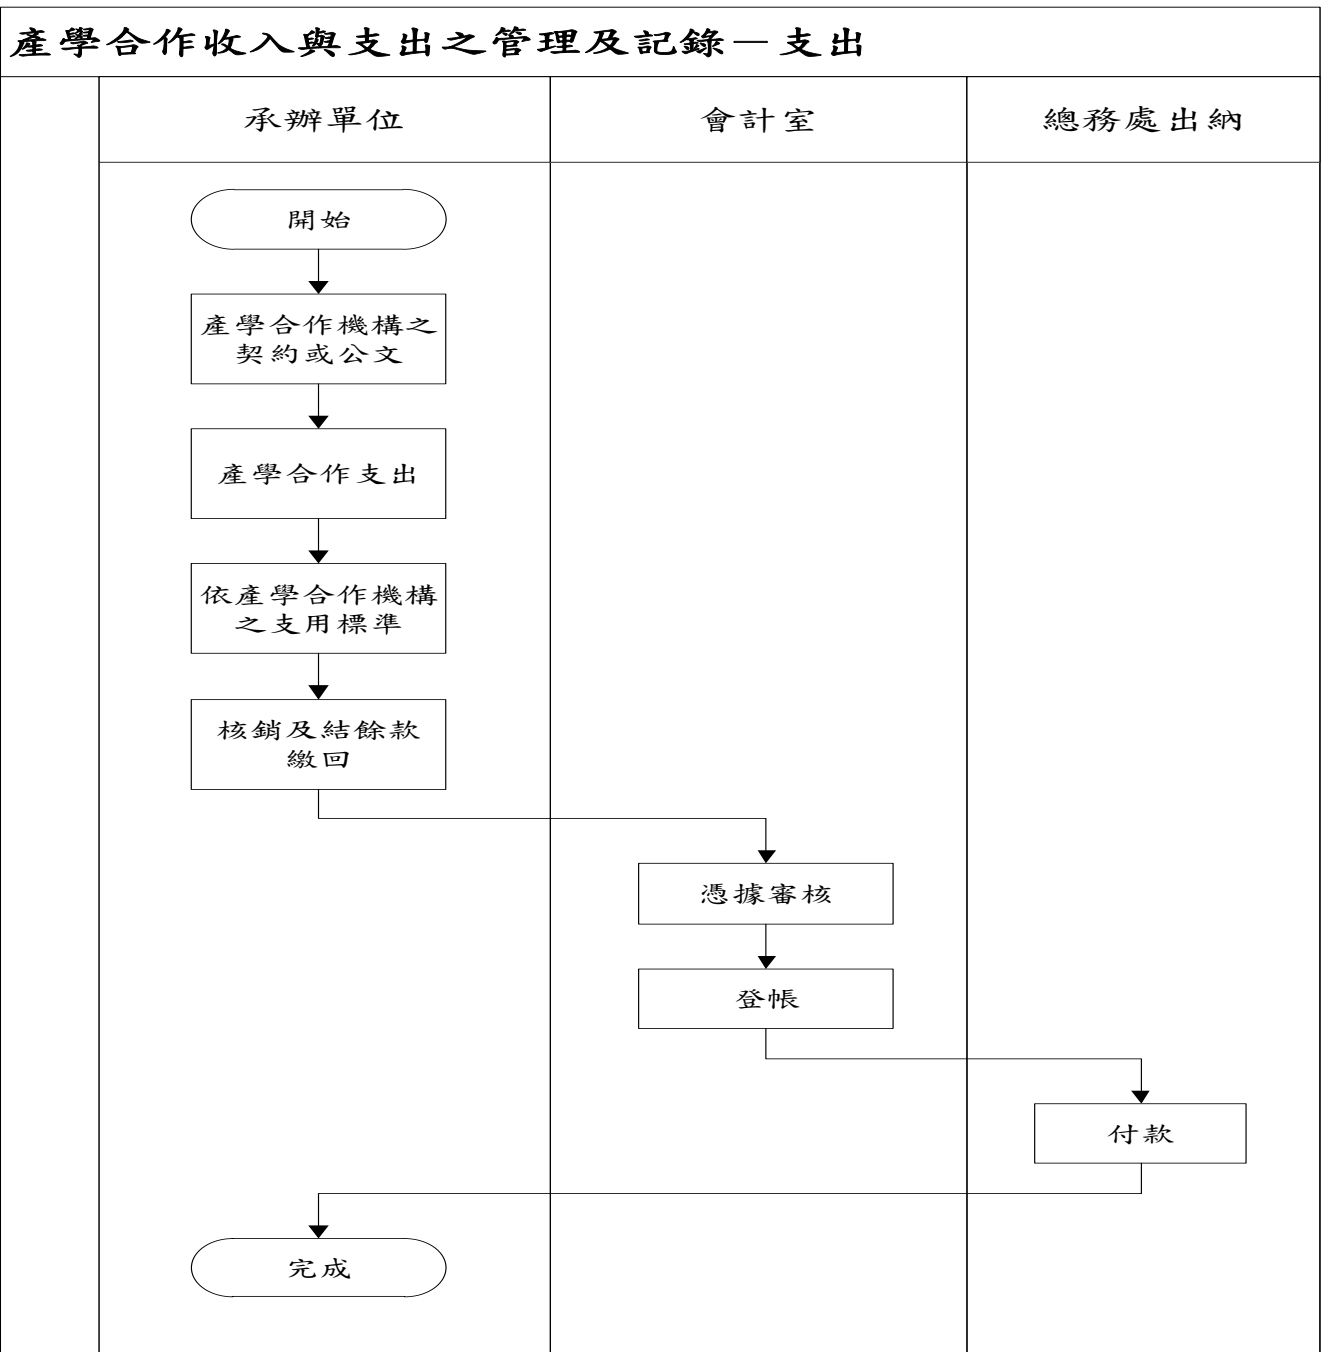 產學合作收入與支出之管理及記錄－支出
承辦單位
會計室
總務處出納
開始
產學合作機構之
契約或公文
產學合作支出
依產學合作機構
之支用標準
核銷及結餘款
繳回
憑據審核
登帳
付款
完成